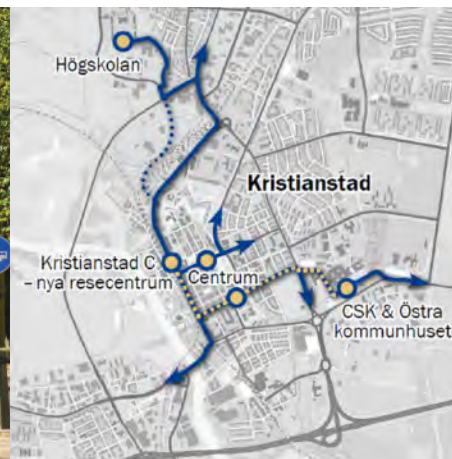 Högskolan
Kristianstad
Kristianstad C
– nya resecentrum
Centrum
CSK & Östra
kommunhuset